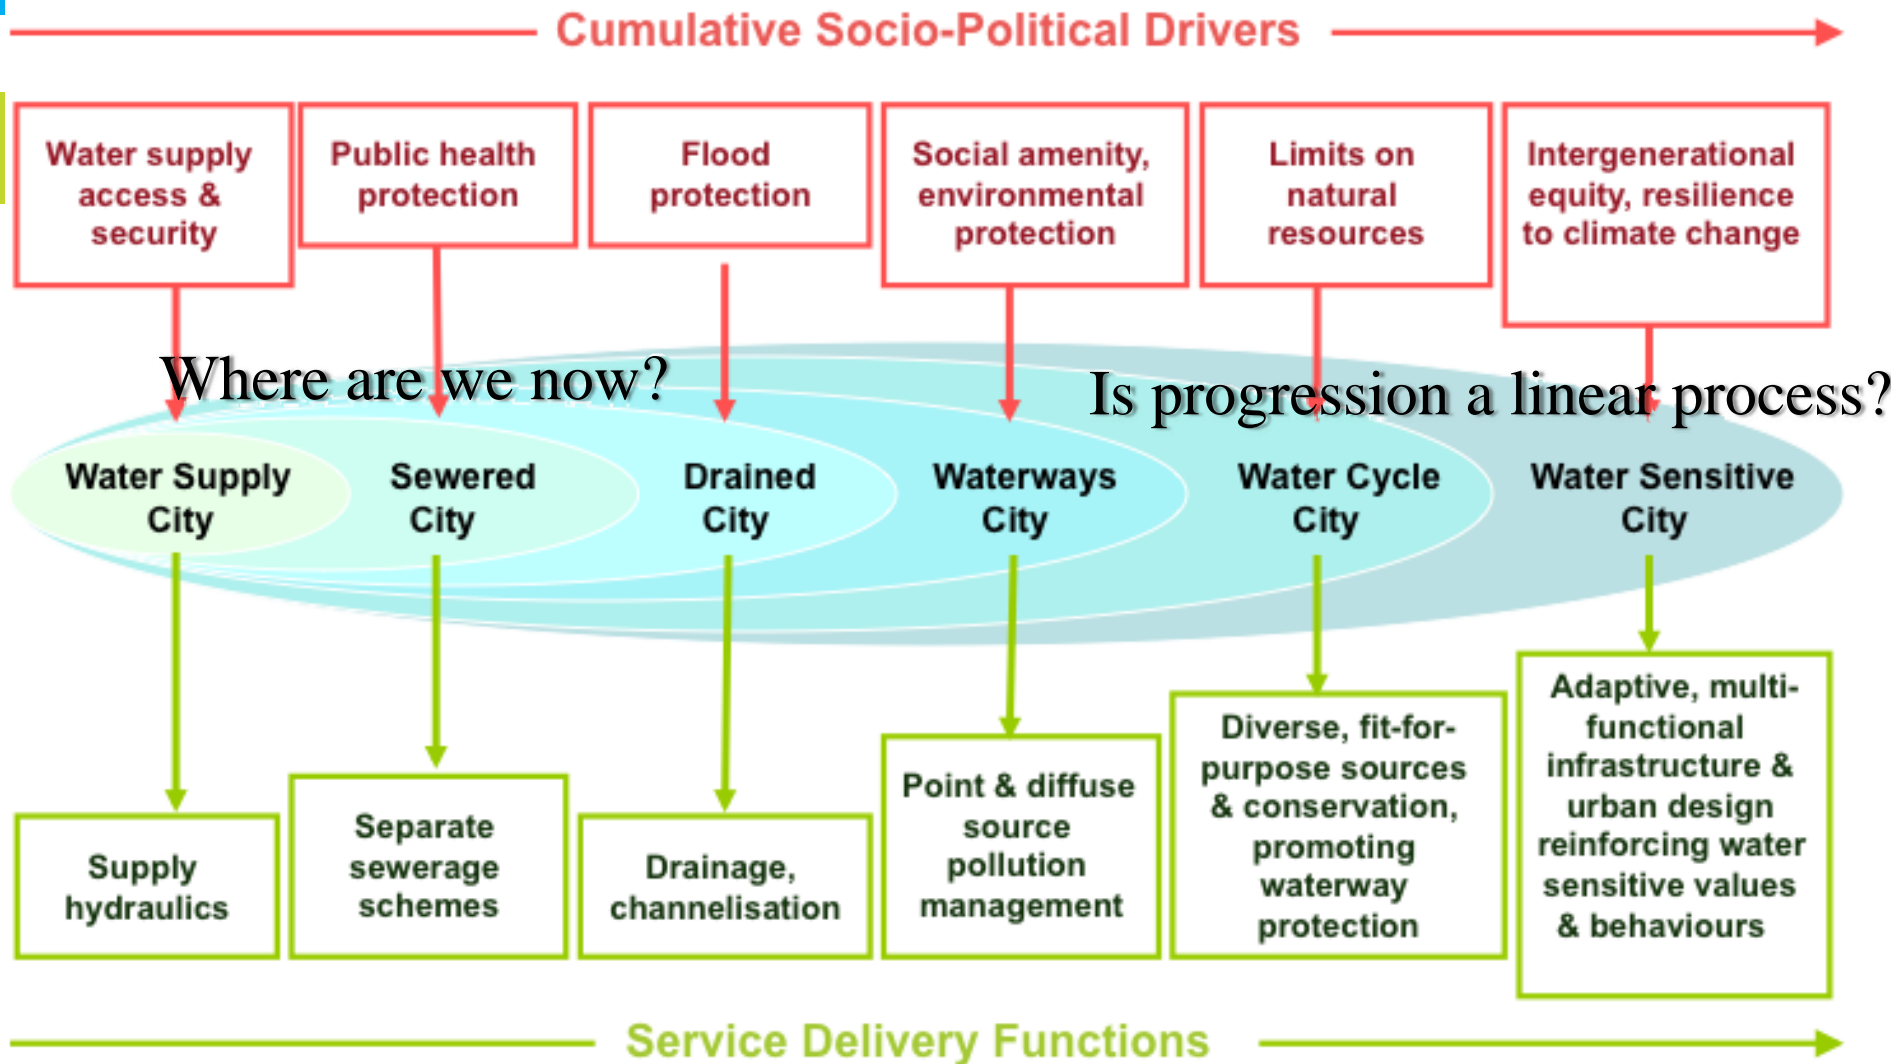 Cumulative Socio-Political Drivers
Water supply
access &
security
Public health
protection
Flood
protection
Social amenity,
environmental
protection
Limits on
natural
resources
Intergenerational
equity, resilience
to climate change
Where are we now?
Is progression a linear process?
Water Supply
City
Sewered
City
Drained
City
Waterways
City
Water Cycle
City
Water Sensitive
City
Supply
hydraulics
Separate
sewerage
schemes
Drainage,
channelisation
Point & diffuse
source
pollution
management
Diverse, fit-for-
purpose sources
& conservation,
promoting
waterway
protection
Adaptive, multi-
functional
infrastructure &
urban design
reinforcing water
sensitive values
& behaviours
Service Delivery Functions